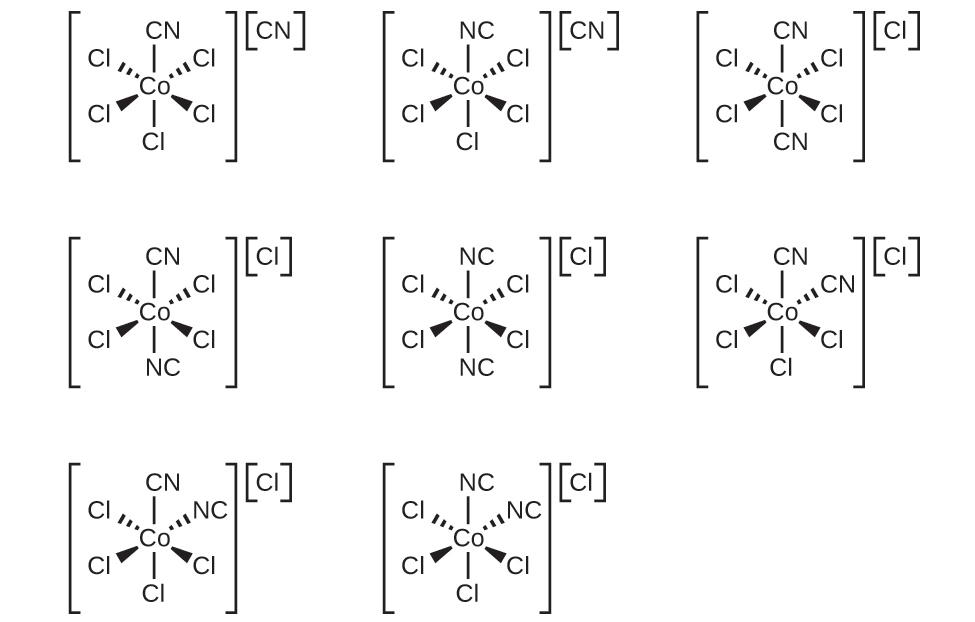 CN [CN] NC [CN] CN [Cl]
Cl Cl Cl Cl Cl Cl
Co Co Co
Cl Cl Cl Cl Cl Cl
Cl Cl CN
CN [Cl] NC [Cl] CN [Cl]
Cl Cl Cl Cl Cl CN
Co Co Co
Cl Cl Cl Cl Cl Cl
NC NC Cl
CN [Cl] NC [Cl]
Cl NC Cl NC
Co Co
Cl Cl Cl Cl
Cl Cl